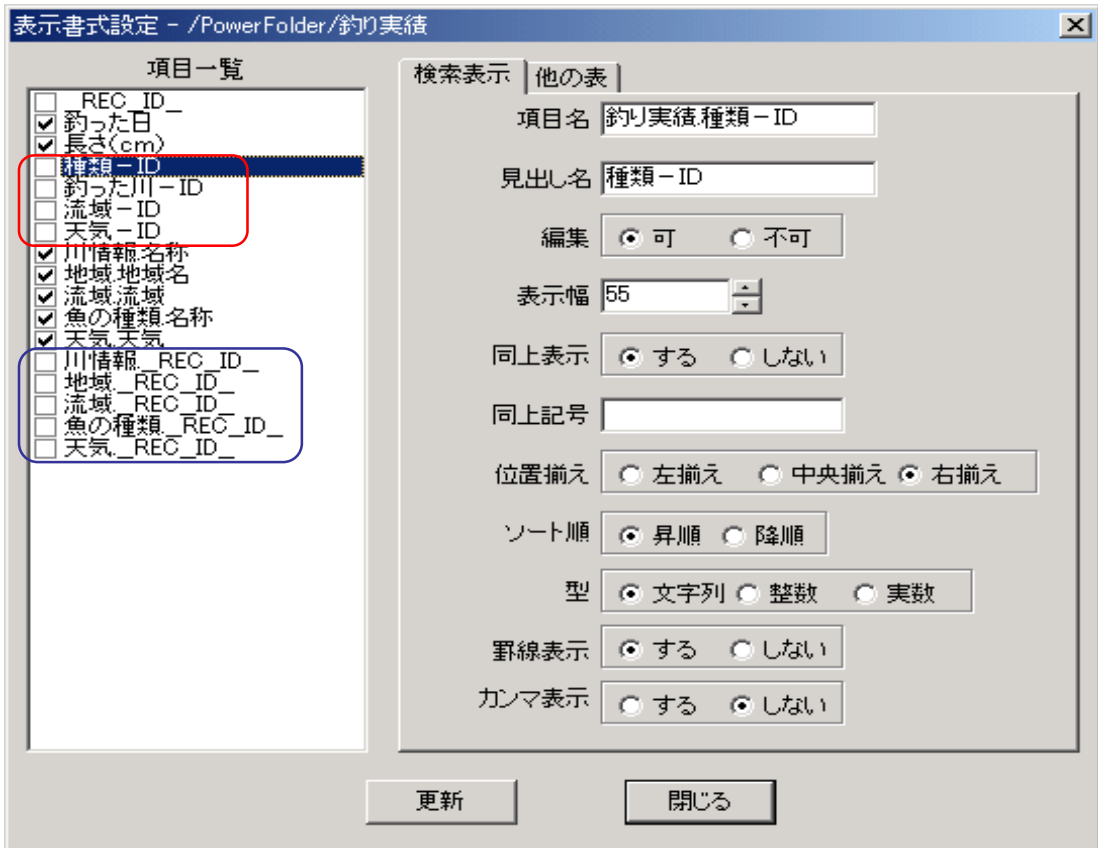 表示書式設定 - /PowerFolder/釣り実績
項目一覧
_REC_ID_
釣った日
長さ(cm)
種類－ID
釣った川－ID
流域－ID
天気－ID
川情報.名称
地域.地域名
流域.流域
魚の種類.名称
天気.天気
川情報._REC_ID_
地域._REC_ID_
流域._REC_ID_
魚の種類._REC_ID_
天気._REC_ID_
検索表示 他の表
項目名 釣り実績.種類－ID
見出し名 種類－ID
編集 可 不可
表示幅 55
同上表示 する しない
同上記号
位置揃え 左揃え 中央揃え 右揃え
ソート順 昇順 降順
型 文字列 整数 実数
罫線表示 する しない
カンマ表示 する しない
更新 閉じる